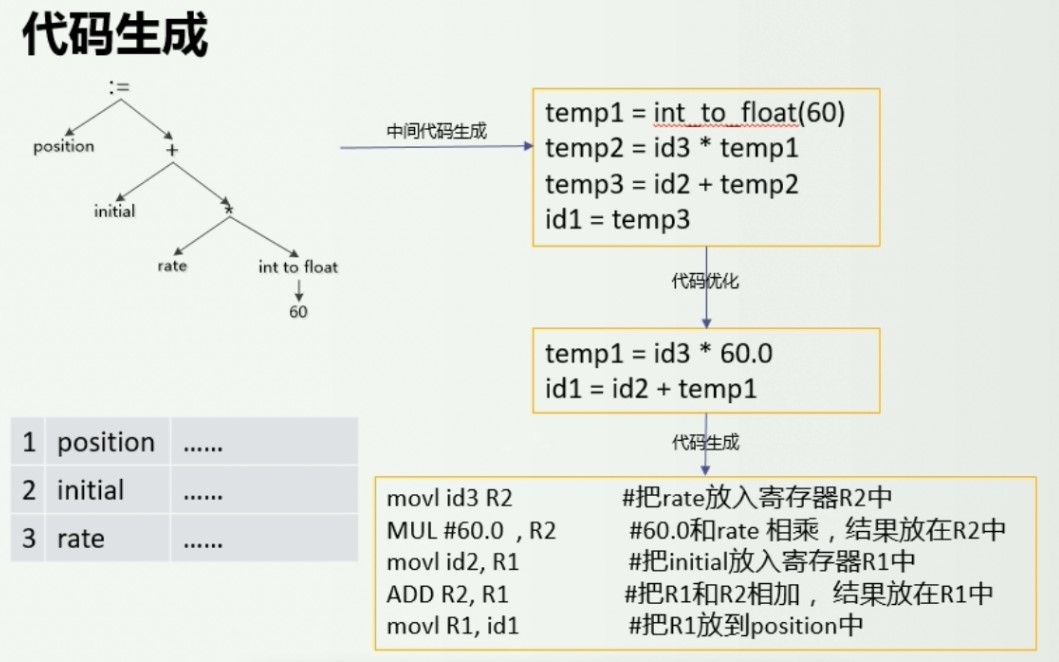 代码生成
:=
position
+
initial
*
rate
int to float
60
中间代码生成
temp1 = int_to_float(60)
temp2 = id3 * temp1
temp3 = id2 + temp2
id1 = temp3
代码优化
temp1 = id3 * 60.0
id1 = id2 + temp1
代码生成
1 position ......
2 initial ......
3 rate ......
movl id3 R2 #把rate放入寄存器R2中
MUL #60.0 , R2 #60.0和rate 相乘，结果放在R2中
movl id2, R1 #把initial放入寄存器R1中
ADD R2, R1 #把R1和R2相加， 结果放在R1中
movl R1, id1 #把R1放到position中